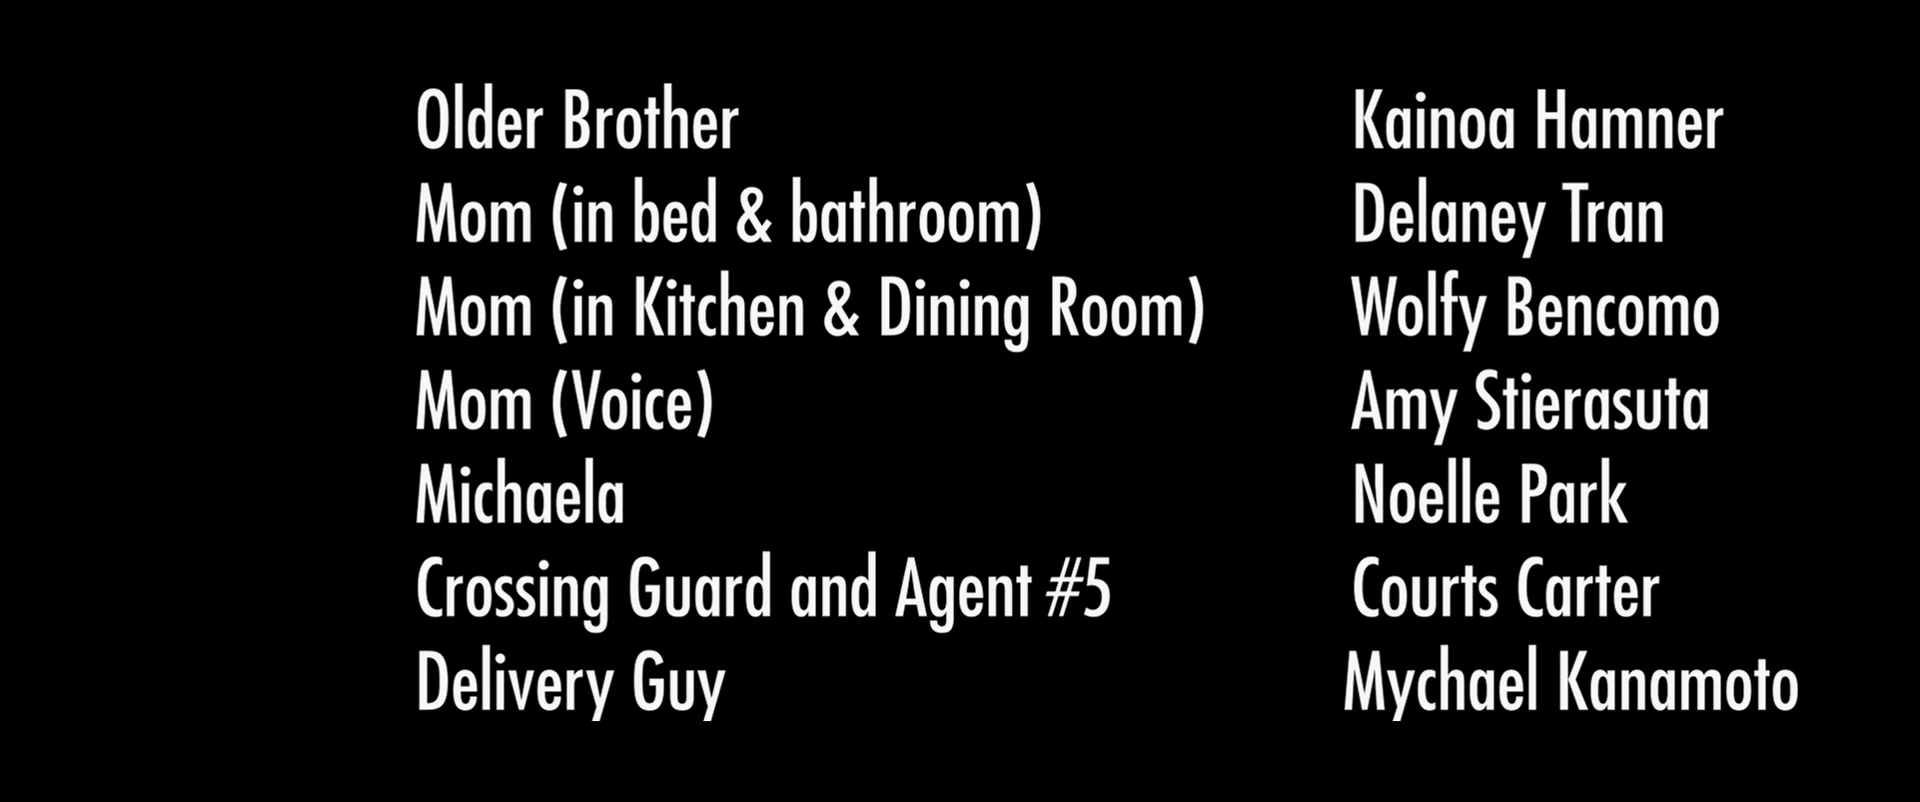 Older Brother Kainoa Hamner
Mom (in bed & bathroom) Delaney Tran
Mom (in Kitchen & Dining Room) Wolfy Bencomo
Mom (Voice) Amy Stierasuta
Michaela Noelle Park
Crossing Guard and Agent #5 Courts Carter
Delivery Guy Mychael Kanamoto